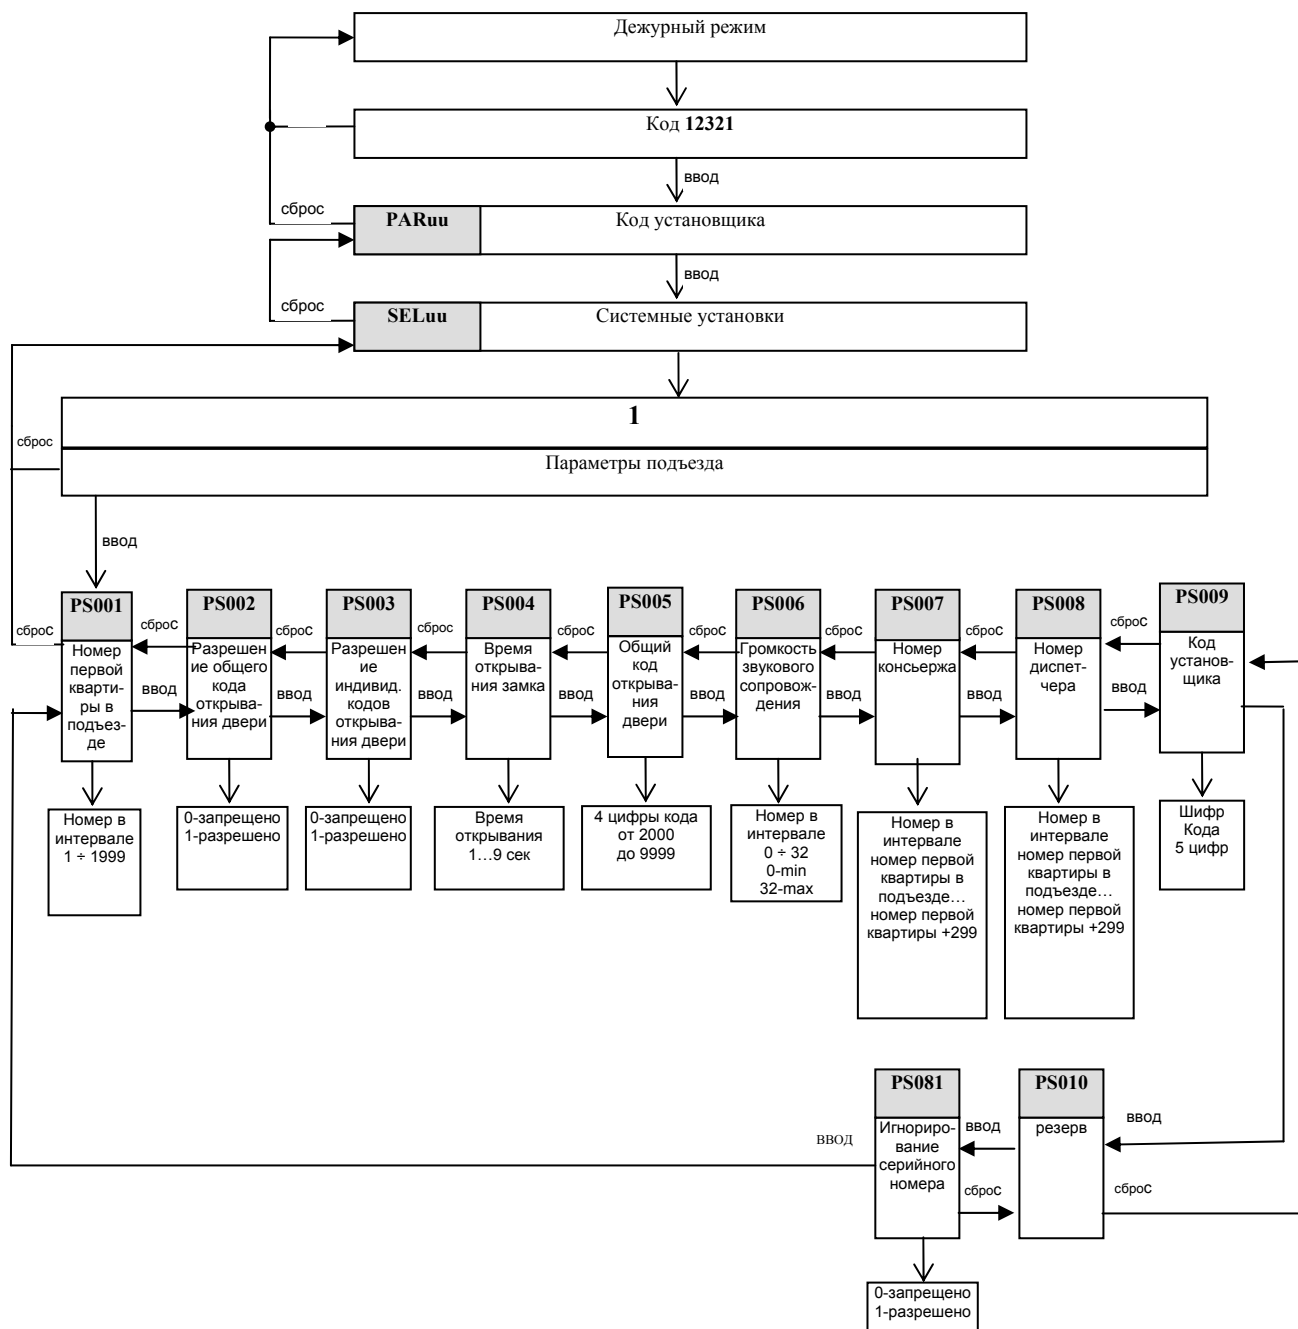 Дежурный режим
Код 12321
ввод
сброс
PARuu
Код установщика
ввод
сброс
SELuu
Системные установки
1
сброс
Параметры подъезда
ввод
PS001
PS002
PS003
PS004
PS005
PS006
PS007
PS008
PS009
сброс
Номер
первой
кварти-
ры в
подъез-
де
сброс
ввод
Разрешен
ие общего
кода
открыва-
ния двери
сброс
ввод
Разрешен
ие
индивид.
кодов
открыва-
ния двери
сброс
ввод
Время
открыва-
ния замка
сброс
ввод
Общий
код
открыва-
ния
двери
сброс
ввод
Громкость
звукового
сопровож-
дения
сброс
ввод
Номер
консьержа
сброс
ввод
Номер
диспет-
чера
сброс
ввод
Код
установ-
щика
Номер в
интервале
1 ÷ 1999
0-запрещено
1-разрешено
0-запрещено
1-разрешено
Время
открывания
1...9 сек
4 цифры кода
от 2000
до 9999
Номер в
интервале
0 ÷ 32
0-min
32-max
Номер в
интервале
номер первой
квартиры в
подъезде...
номер первой
квартиры +299
Номер в
интервале
номер первой
квартиры в
подъезде...
номер первой
квартиры +299
Шифр
Кода
5 цифр
PS081
PS010
ввод
Игнориро-
вание
серийного
номера
ввод
сброс
резерв
ввод
сброс
0-запрещено
1-разрешено